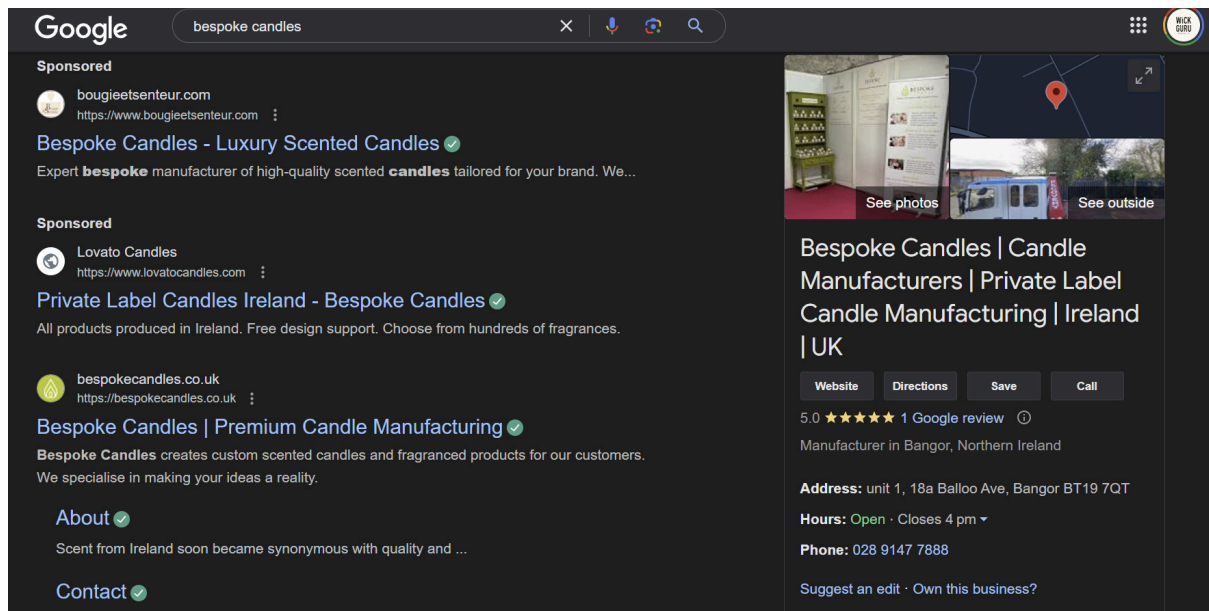 Google
bespoke candles
WiCK
GURU
Sponsored
bougieetsenteur.com
https://www.bougieetsenteur.com
Bespoke Candles - Luxury Scented Candles
Expert bespoke manufacturer of high-quality scented candles tailored for your brand. We...
Sponsored
Lovato Candles
https://www.lovatocandles.com
Private Label Candles Ireland - Bespoke Candles
All products produced in Ireland. Free design support. Choose from hundreds of fragrances.
bespokecandles.co.uk
https://bespokecandles.co.uk
Bespoke Candles | Premium Candle Manufacturing
Bespoke Candles creates custom scented candles and fragranced products for our customers.
We specialise in making your ideas a reality.
About
Scent from Ireland soon became synonymous with quality and ...
Contact
BESPOKE
See photos
See outside
Bespoke Candles | Candle
Manufacturers | Private Label
Candle Manufacturing | Ireland
| UK
Website Directions Save Call
5.0 1 Google review
Manufacturer in Bangor, Northern Ireland
Address: unit 1, 18a Balloo Ave, Bangor BT19 7QT
Hours: Open · Closes 4 pm
Phone: 028 9147 7888
Suggest an edit · Own this business?